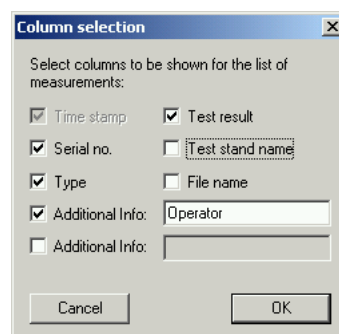 Column selection
Select columns to be shown for the list of
measurements:
Time stamp
Test result
Serial no.
Test stand name
Type
File name
Additional Info:
Operator
Additional Info:
Cancel
OK